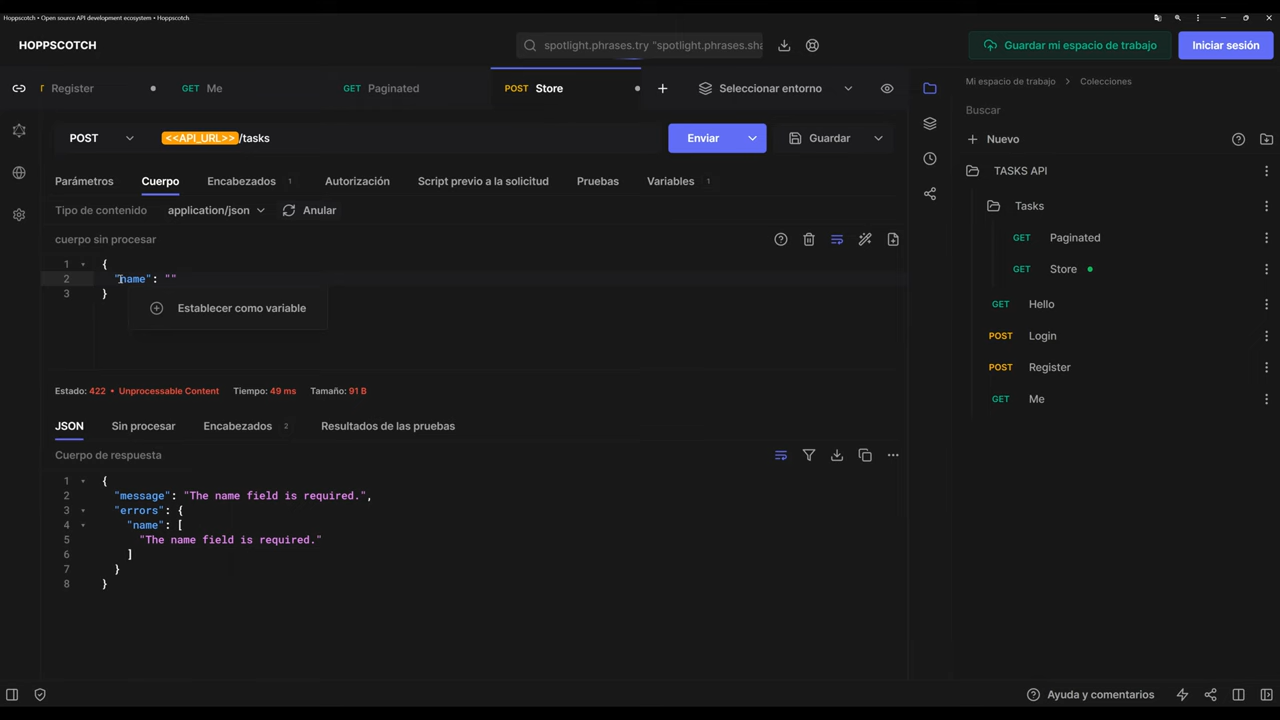 Hoppscotch • Open source API development ecosystem • Hoppscotch
HOPPSCOTCH
spotlight.phrases.try "spotlight.phrases.sha
Guardar mi espacio de trabajo
Iniciar sesión
Register
GET Me
GET Paginated
POST Store
Seleccionar entorno
Mi espacio de trabajo
Colecciones
Buscar
POST
<<API_URL>>/tasks
Enviar
Guardar
Nuevo
Parámetros
Cuerpo
Encabezados 1
Autorización
Script previo a la solicitud
Pruebas
Variables 1
TASKS API
Tipo de contenido
application/json
Anular
Tasks
cuerpo sin procesar
GET Paginated
1 {
2 "name": ""
3 }
GET Store
Establecer como variable
GET Hello
POST Login
POST Register
GET Me
Estado: 422 • Unprocessable Content
Tiempo: 49 ms
Tamaño: 91 B
JSON
Sin procesar
Encabezados 2
Resultados de las pruebas
Cuerpo de respuesta
1 {
2 "message": "The name field is required.",
3 "errors": {
4 "name": [
5 "The name field is required."
6 ]
7 }
8 }
Ayuda y comentarios